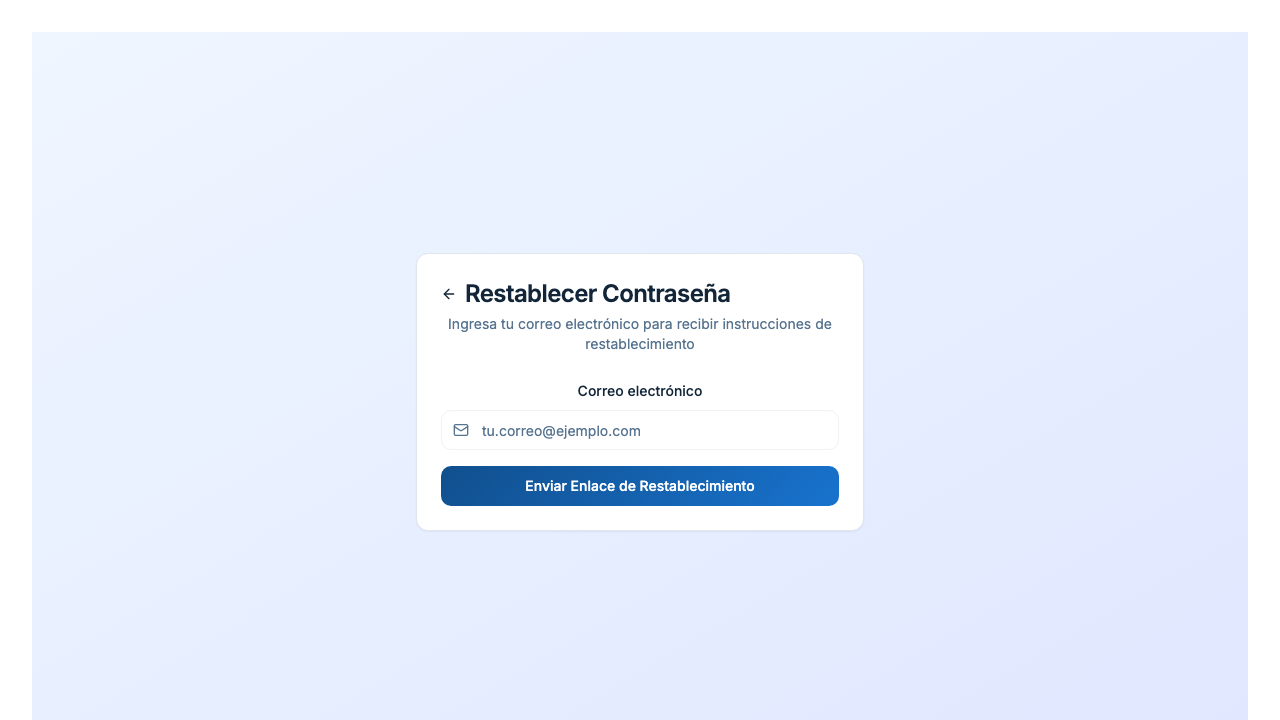 Restablecer Contraseña
Ingresa tu correo electrónico para recibir instrucciones de
restablecimiento
Correo electrónico
tu.correo@ejemplo.com
Enviar Enlace de Restablecimiento